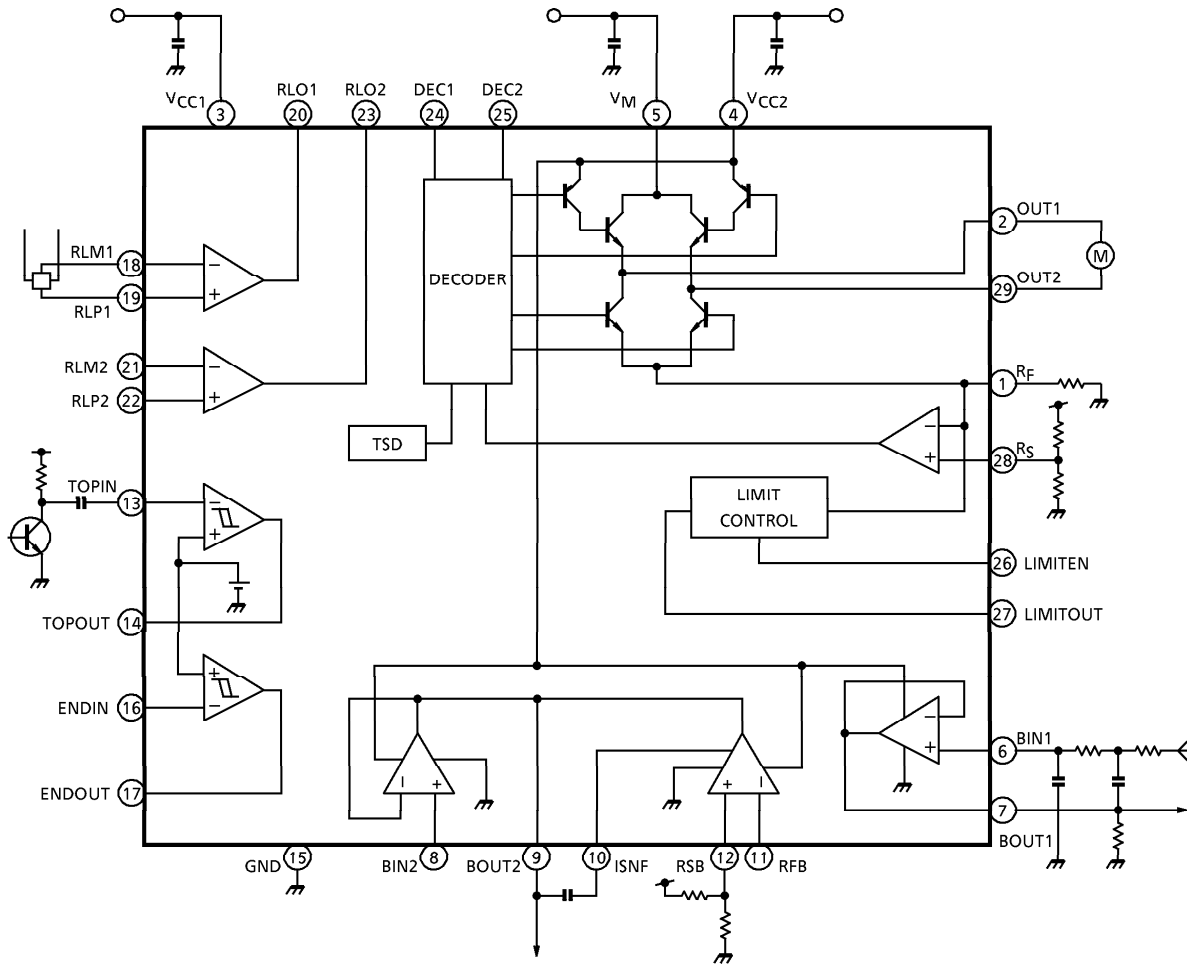 VCC1
RLO1
RLO2
DEC1
DEC2
VM
VCC2
3
20
23
24
25
5
4
OUT1
2
M
OUT2
29
RLM1
18
−
+
19
RLP1
DECODER
RLM2
21
−
+
RLP2
22
RF
1
TSD
−
+
RS
28
TOPIN
13
−
+
LIMIT
CONTROL
26
LIMITEN
27
LIMITOUT
TOPOUT
14
+
−
ENDIN
16
−
+
6
BIN1
− +
+ −
ENDOUT
17
7
BOUT1
GND
15
BIN2
8
BOUT2
9
10
ISNF
RSB
12
11
RFB